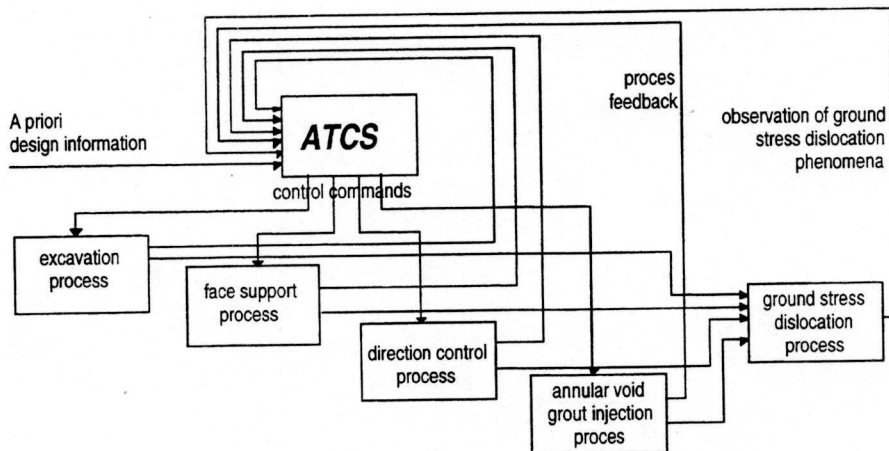 proces
feedback
A priori
design information
ATCS
observation of ground
stress dislocation
phenomena
control commands
excavation
process
face support
process
ground stress
dislocation
process
direction control
process
annular void
grout injection
proces